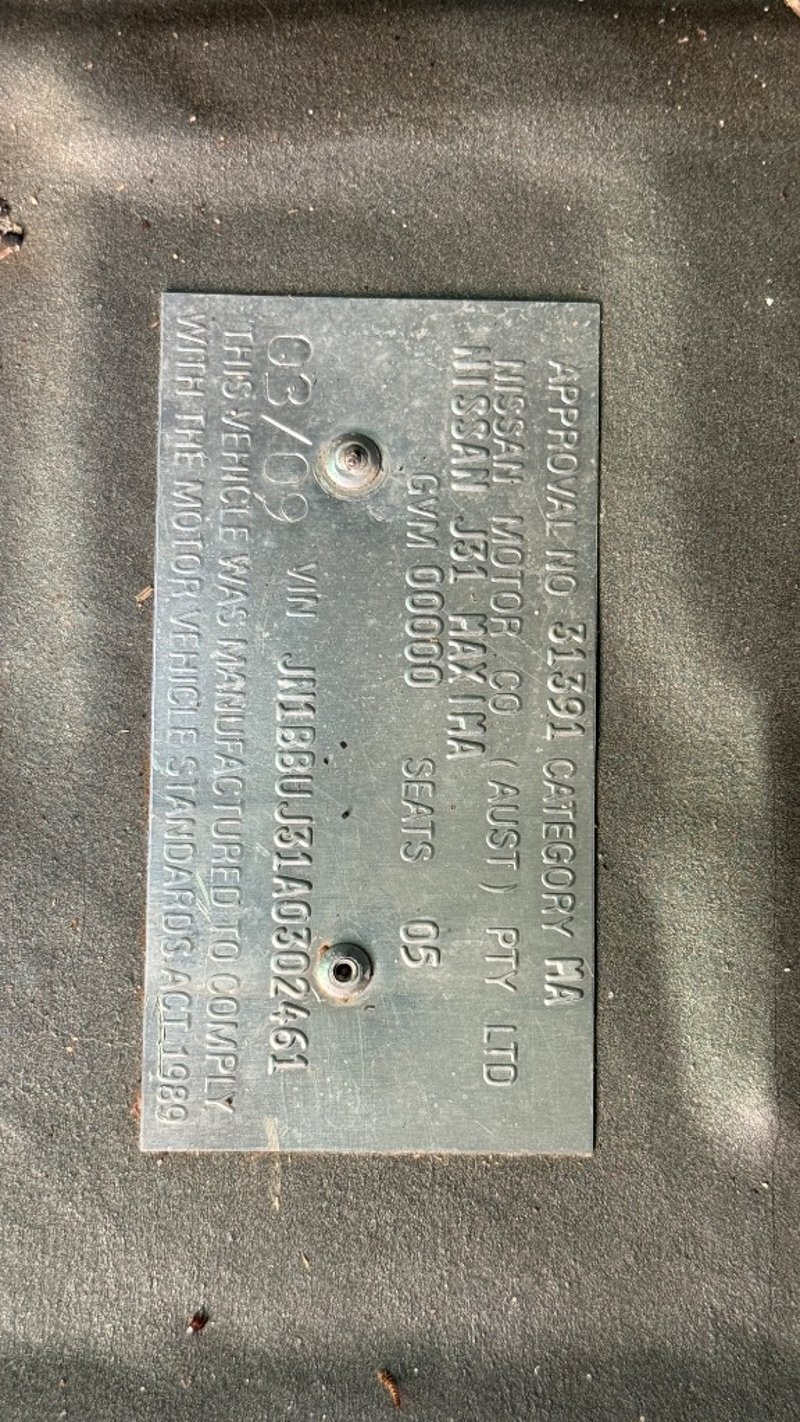 APPROVAL NO 31391 CATEGORY MA
NISSAN MOTOR CO (AUST) PTY LTD
NISSAN J31 MAXIMA
GVM 00000 SEATS 05
03/09 VIN JN1BBUJ31A0302461
THIS VEHICLE WAS MANUFACTURED TO COMPLY
WITH THE MOTOR VEHICLE STANDARDS ACT 1989